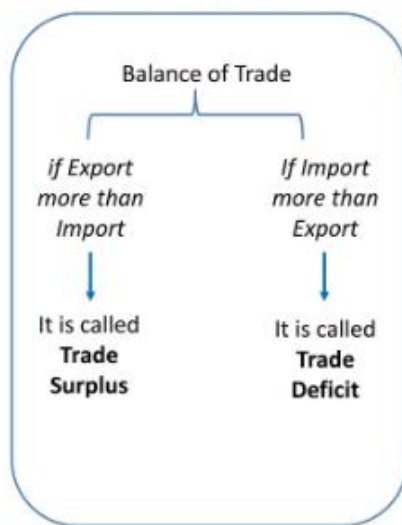 Balance of Trade
if Export
more than
Import
It is called
Trade
Surplus
If Import
more than
Export
It is called
Trade
Deficit